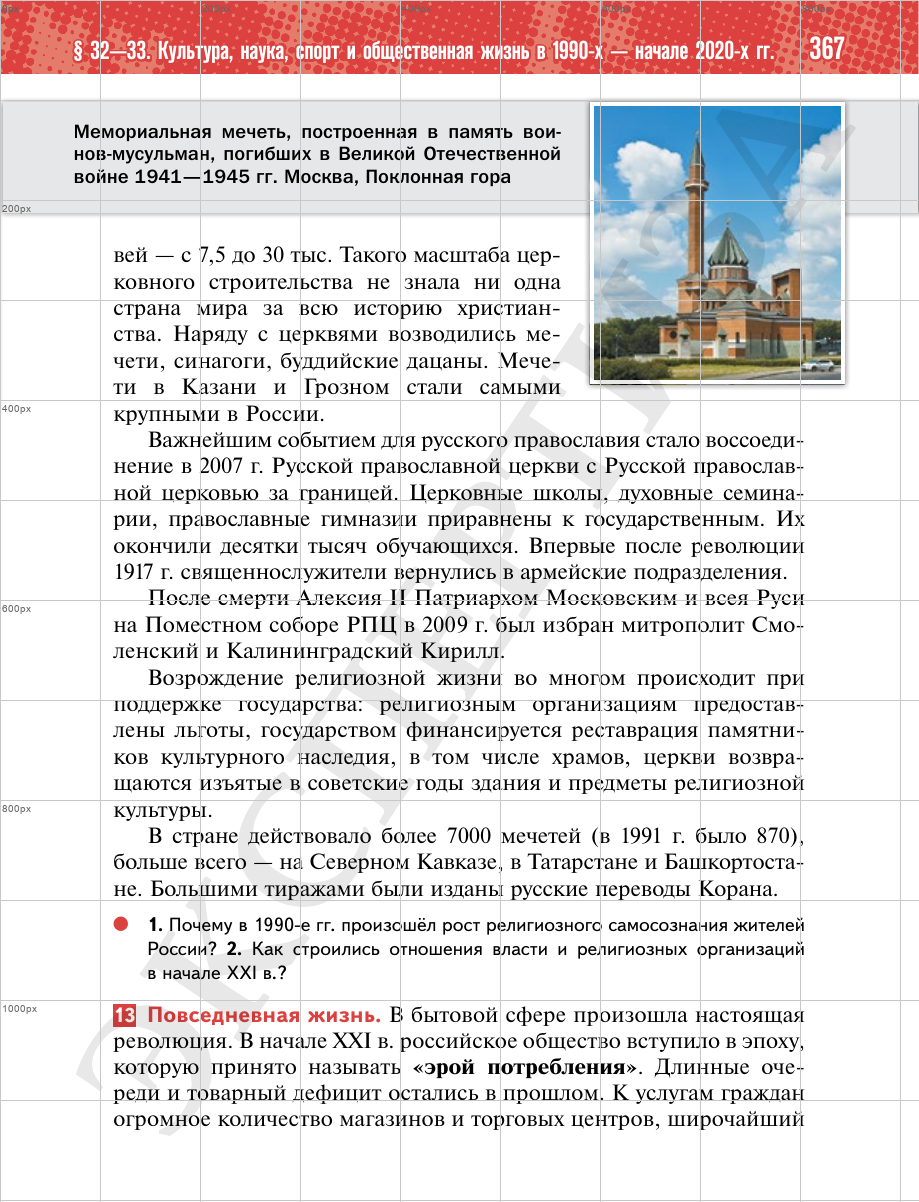 § 32—33. Культура, наука, спорт и общественная жизнь в 1990-х — начале 2020-х гг. 367
Мемориальная мечеть, построенная в память вои-
нов-мусульман, погибших в Великой Отечественной
войне 1941—1945 гг. Москва, Поклонная гора
200px
вей — с 7,5 до 30 тыс. Такого масштаба цер-
ковного строительства не знала ни одна
страна мира за всю историю христиан-
ства. Наряду с церквями возводились ме-
чети, синагоги, буддийские дацаны. Мече-
ти в Казани и Грозном стали самыми
400px
крупными в России.
Важнейшим событием для русского православия стало воссоеди-
нение в 2007 г. Русской православной церкви с Русской православ-
ной церковью за границей. Церковные школы, духовные семина-
рии, православные гимназии приравнены к государственным. Их
окончили десятки тысяч обучающихся. Впервые после революции
1917 г. священнослужители вернулись в армейские подразделения.
После смерти Алексия II Патриархом Московским и всея Руси
600px
на Поместном соборе РПЦ в 2009 г. был избран митрополит Смо-
ленский и Калининградский Кирилл.
Возрождение религиозной жизни во многом происходит при
поддержке государства: религиозным организациям предостав-
лены льготы, государством финансируется реставрация памятни-
ков культурного наследия, в том числе храмов, церкви возвра-
щаются изъятые в советские годы здания и предметы религиозной
800px
культуры.
В стране действовало более 7000 мечетей (в 1991 г. было 870),
больше всего — на Северном Кавказе, в Татарстане и Башкортоста-
не. Большими тиражами были изданы русские переводы Корана.
1. Почему в 1990-е гг. произошёл рост религиозного самосознания жителей
России? 2. Как строились отношения власти и религиозных организаций
в начале XXI в.?
1000px
13 Повседневная жизнь. В бытовой сфере произошла настоящая
революция. В начале XXI в. российское общество вступило в эпоху,
которую принято называть «эрой потребления». Длинные оче-
реди и товарный дефицит остались в прошлом. К услугам граждан
огромное количество магазинов и торговых центров, широчайший
ЭКСПЕРТИЗА